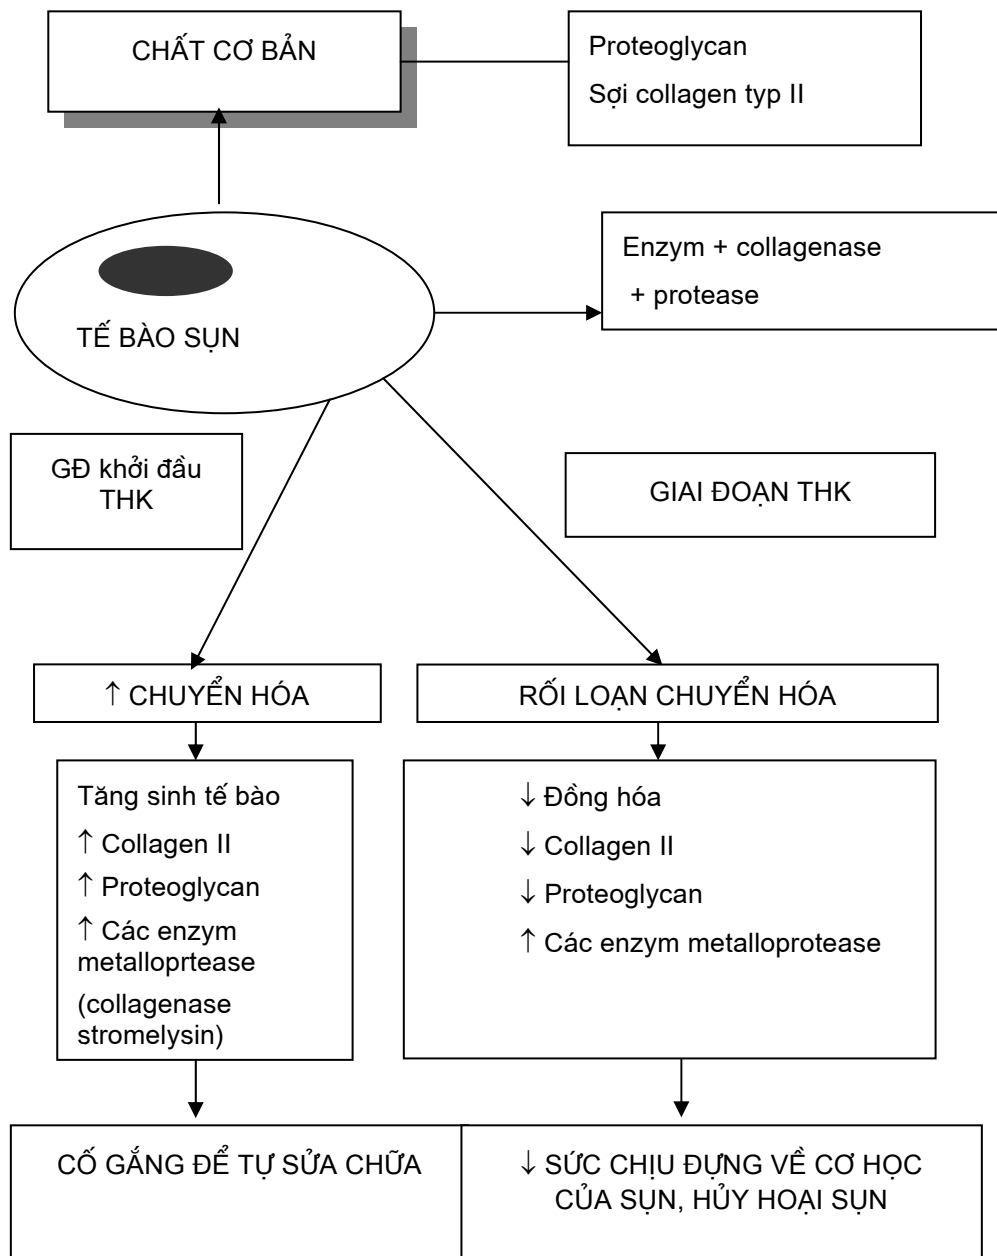 CHẤT CƠ BẢN
Proteoglycan
Sợi collagen typ II
Enzym + collagenase
+ protease
TẾ BÀO SỤN
GĐ khởi đầu
THK
GIAI ĐOẠN THK
↑ CHUYỂN HÓA
RỐI LOẠN CHUYỂN HÓA
Tăng sinh tế bào
↑ Collagen II
↑ Proteoglycan
↑ Các enzym
metalloprtease
(collagenase
stromelysin)
↓ Đồng hóa
↓ Collagen II
↓ Proteoglycan
↑ Các enzym metalloprotease
CỐ GẮNG ĐỂ TỰ SỬA CHỮA
↓ SỨC CHỊU ĐỰNG VỀ CƠ HỌC
CỦA SỤN, HỦY HOẠI SỤN